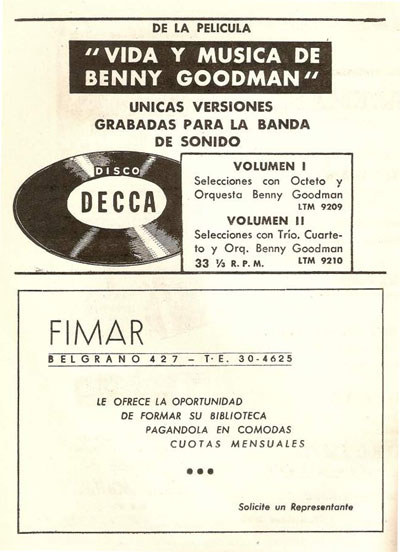 DE LA PELICULA
"VIDA Y MUSICA DE
BENNY GOODMAN"
UNICAS VERSIONES
GRABADAS PARA LA BANDA
DE SONIDO
DISCO
DECCA
VOLUMEN I
Selecciones con Octeto y
Orquesta Benny Goodman
LTM 9209
VOLUMEN II
Selecciones con Trío, Cuarte-
to y Orq. Benny Goodman
33 ⅓ R.P.M. LTM 9210
FIMAR
BELGRANO 427 – T·E. 30-4625
LE OFRECE LA OPORTUNIDAD
DE FORMAR SU BIBLIOTECA
PAGANDOLA EN COMODAS
CUOTAS MENSUALES
Solicite un Representante